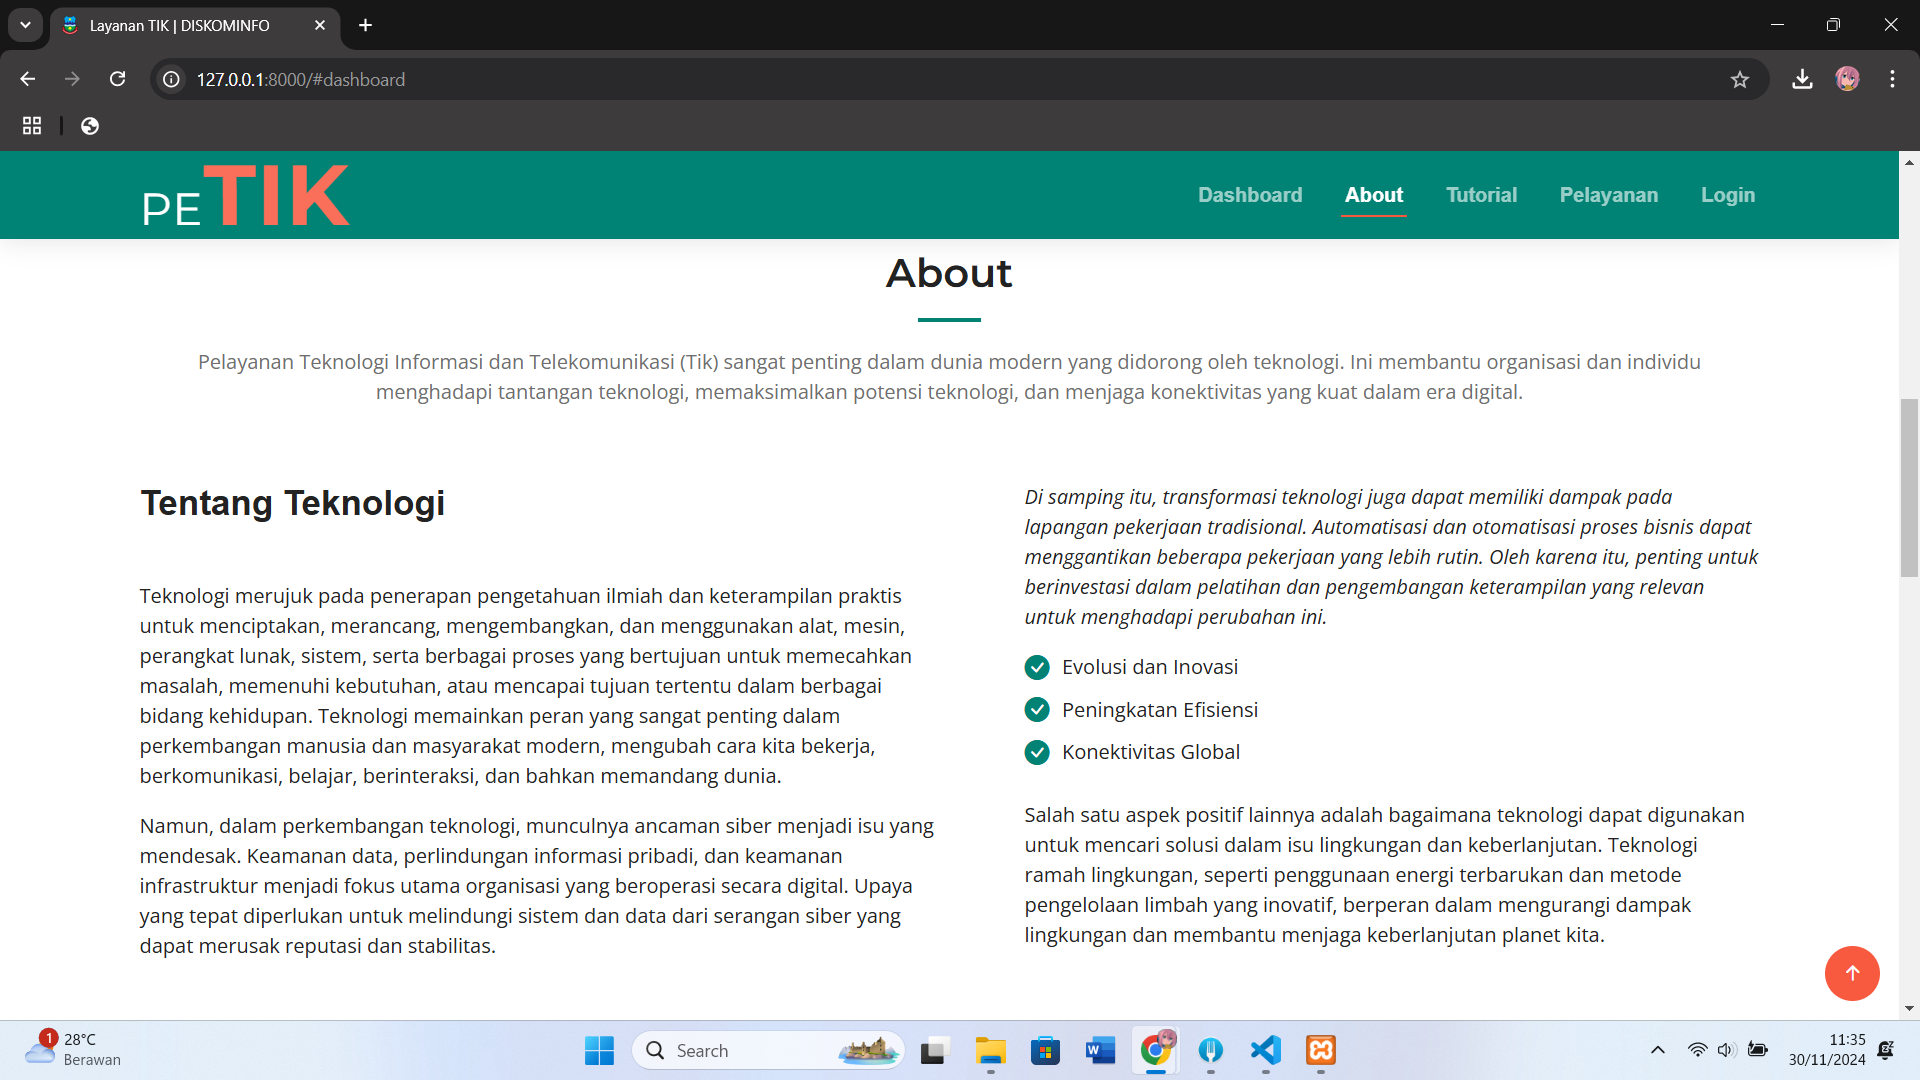 Layanan TIK | DISKOMINFO
127.0.0.1:8000/#dashboard
PETIK
Dashboard
About
Tutorial
Pelayanan
Login
About
Pelayanan Teknologi Informasi dan Telekomunikasi (Tik) sangat penting dalam dunia modern yang didorong oleh teknologi. Ini membantu organisasi dan individu
menghadapi tantangan teknologi, memaksimalkan potensi teknologi, dan menjaga konektivitas yang kuat dalam era digital.
Tentang Teknologi
Teknologi merujuk pada penerapan pengetahuan ilmiah dan keterampilan praktis
untuk menciptakan, merancang, mengembangkan, dan menggunakan alat, mesin,
perangkat lunak, sistem, serta berbagai proses yang bertujuan untuk memecahkan
masalah, memenuhi kebutuhan, atau mencapai tujuan tertentu dalam berbagai
bidang kehidupan. Teknologi memainkan peran yang sangat penting dalam
perkembangan manusia dan masyarakat modern, mengubah cara kita bekerja,
berkomunikasi, belajar, berinteraksi, dan bahkan memandang dunia.
Namun, dalam perkembangan teknologi, munculnya ancaman siber menjadi isu yang
mendesak. Keamanan data, perlindungan informasi pribadi, dan keamanan
infrastruktur menjadi fokus utama organisasi yang beroperasi secara digital. Upaya
yang tepat diperlukan untuk melindungi sistem dan data dari serangan siber yang
dapat merusak reputasi dan stabilitas.
Di samping itu, transformasi teknologi juga dapat memiliki dampak pada
lapangan pekerjaan tradisional. Automatisasi dan otomatisasi proses bisnis dapat
menggantikan beberapa pekerjaan yang lebih rutin. Oleh karena itu, penting untuk
berinvestasi dalam pelatihan dan pengembangan keterampilan yang relevan
untuk menghadapi perubahan ini.
Evolusi dan Inovasi
Peningkatan Efisiensi
Konektivitas Global
Salah satu aspek positif lainnya adalah bagaimana teknologi dapat digunakan
untuk mencari solusi dalam isu lingkungan dan keberlanjutan. Teknologi
ramah lingkungan, seperti penggunaan energi terbarukan dan metode
pengelolaan limbah yang inovatif, berperan dalam mengurangi dampak
lingkungan dan membantu menjaga keberlanjutan planet kita.
1
28°C
Berawan
Search
11:35
30/11/2024